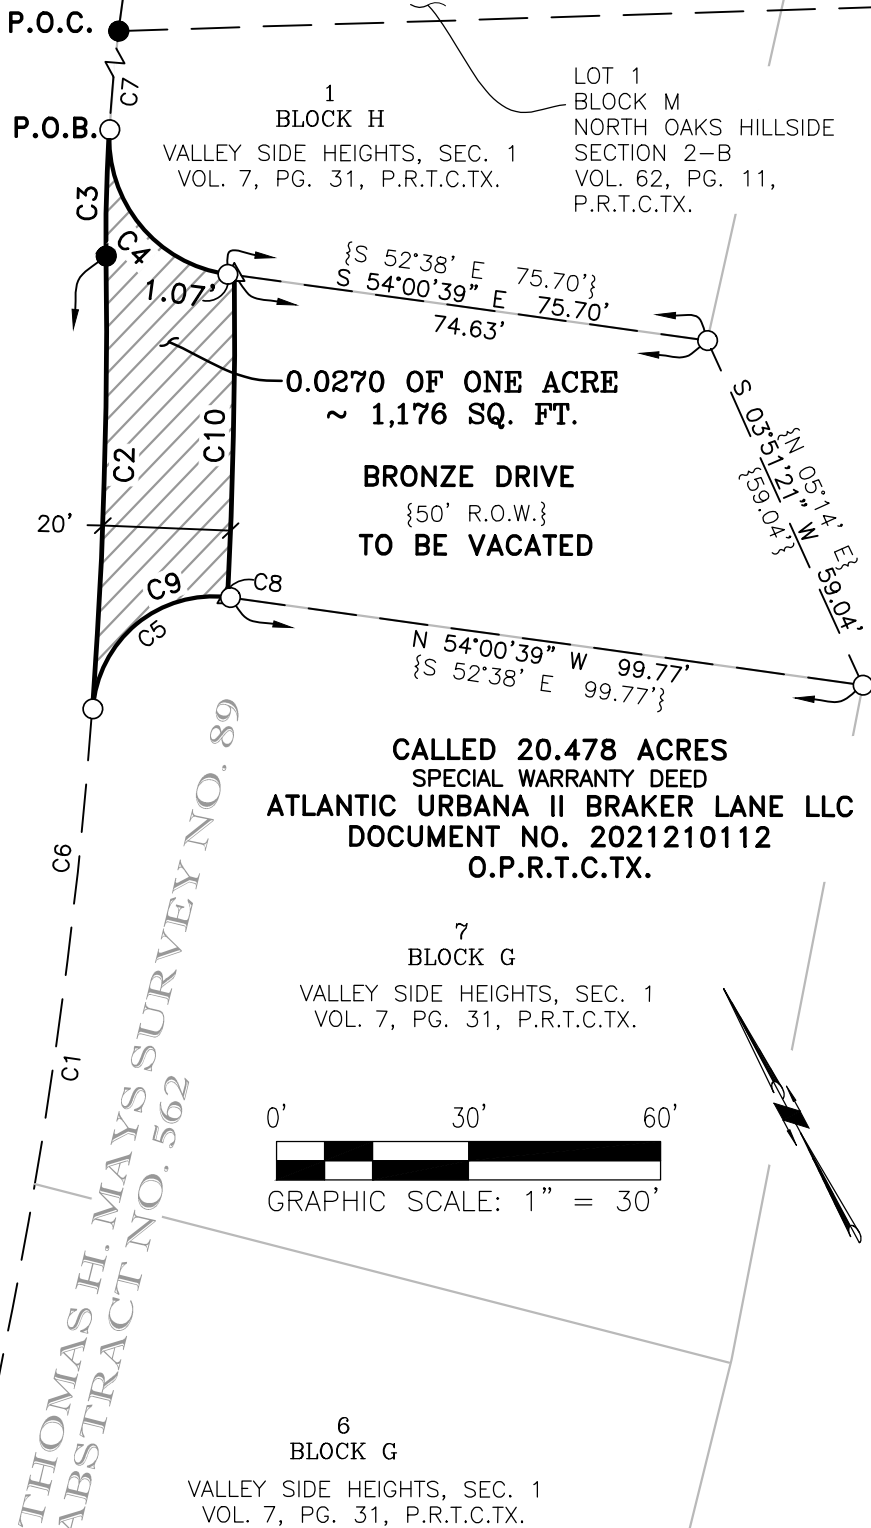 P.O.C.
C7
LOT 1
BLOCK M
NORTH OAKS HILLSIDE
SECTION 2-B
VOL. 62, PG. 11,
P.R.T.C.TX.
1
BLOCK H
VALLEY SIDE HEIGHTS, SEC. 1
VOL. 7, PG. 31, P.R.T.C.TX.
P.O.B.
C3
C4
1.07'
{S 52°38' E 75.70'}
S 54°00'39" E 75.70'
74.63'
0.0270 OF ONE ACRE
~ 1,176 SQ. FT.
S 03°51'21" W 59.04'
{N 05°14' E}
{59.04'}
C2
C10
BRONZE DRIVE
{50' R.O.W.}
TO BE VACATED
20'
C9
C8
C5
N 54°00'39" W 99.77'
{S 52°38' E 99.77'}
CALLED 20.478 ACRES
SPECIAL WARRANTY DEED
ATLANTIC URBANA II BRAKER LANE LLC
DOCUMENT NO. 2021210112
O.P.R.T.C.TX.
C6
C1
7
BLOCK G
VALLEY SIDE HEIGHTS, SEC. 1
VOL. 7, PG. 31, P.R.T.C.TX.
THOMAS H. MAYS SURVEY NO. 89
ABSTRACT NO. 562
0' 30' 60'
GRAPHIC SCALE: 1" = 30'
6
BLOCK G
VALLEY SIDE HEIGHTS, SEC. 1
VOL. 7, PG. 31, P.R.T.C.TX.